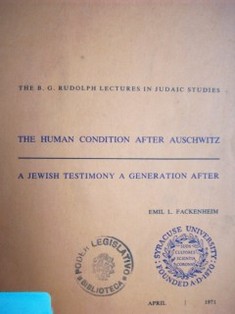 THE B. G. RUDOLPH LECTURES IN JUDAIC STUDIES
THE HUMAN CONDITION AFTER AUSCHWITZ
A JEWISH TESTIMONY A GENERATION AFTER
EMIL L. FACKENHEIM
PODER LEGISLATIVO
BIBLIOTECA
SYRACUSE UNIVERSITY
FOUNDED A·D·1870
APRIL 1971